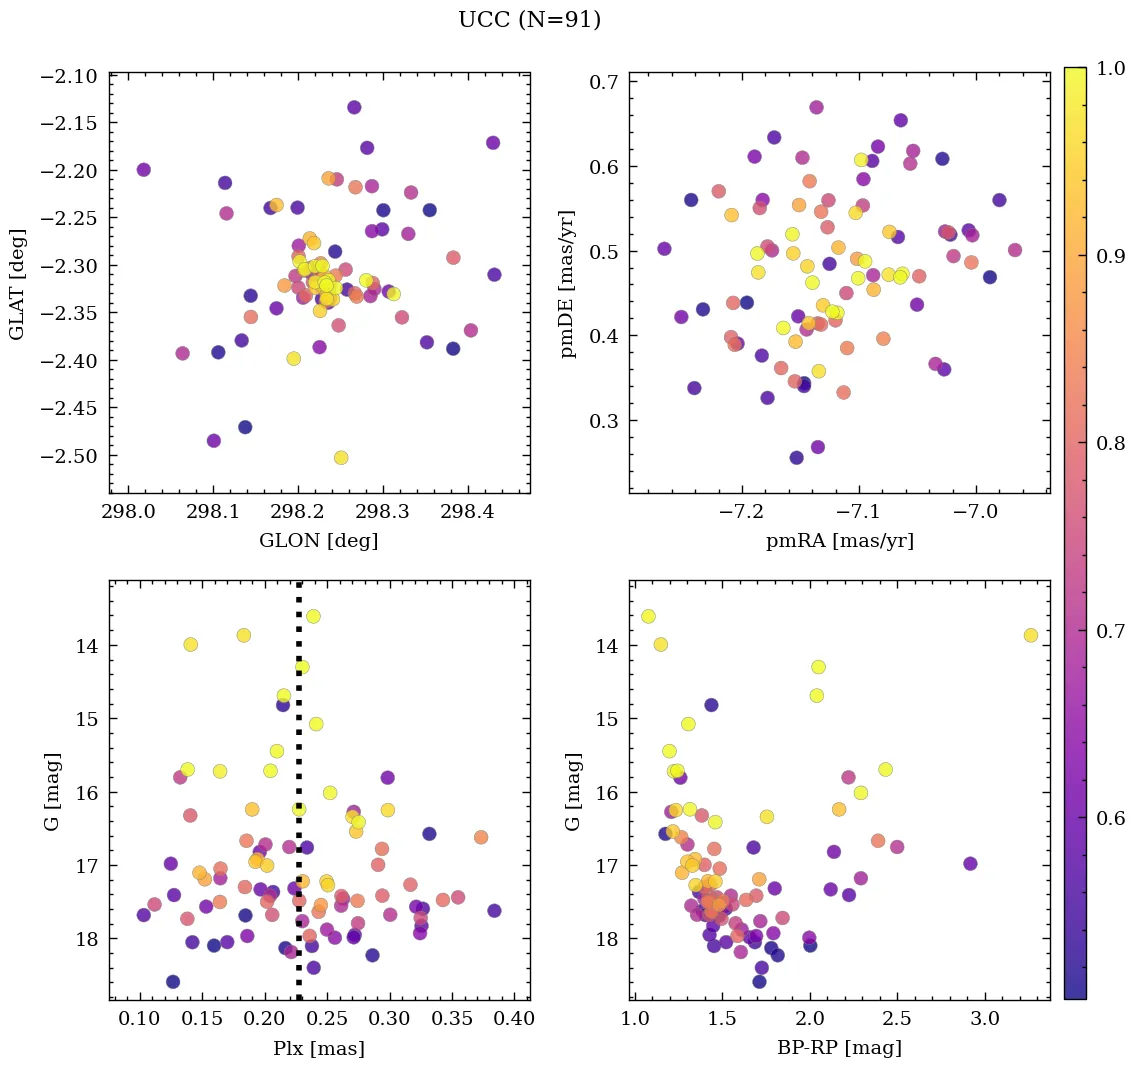 UCC (N=91)
−2.10
−2.15
−2.20
−2.25
−2.30
−2.35
−2.40
−2.45
−2.50
GLAT [deg]
298.0 298.1 298.2 298.3 298.4
GLON [deg]
0.7
0.6
0.5
0.4
0.3
pmDE [mas/yr]
−7.2 −7.1 −7.0
pmRA [mas/yr]
1.0
0.9
0.8
0.7
0.6
14
15
16
17
18
G [mag]
0.10 0.15 0.20 0.25 0.30 0.35 0.40
Plx [mas]
14
15
16
17
18
G [mag]
1.0 1.5 2.0 2.5 3.0
BP-RP [mag]